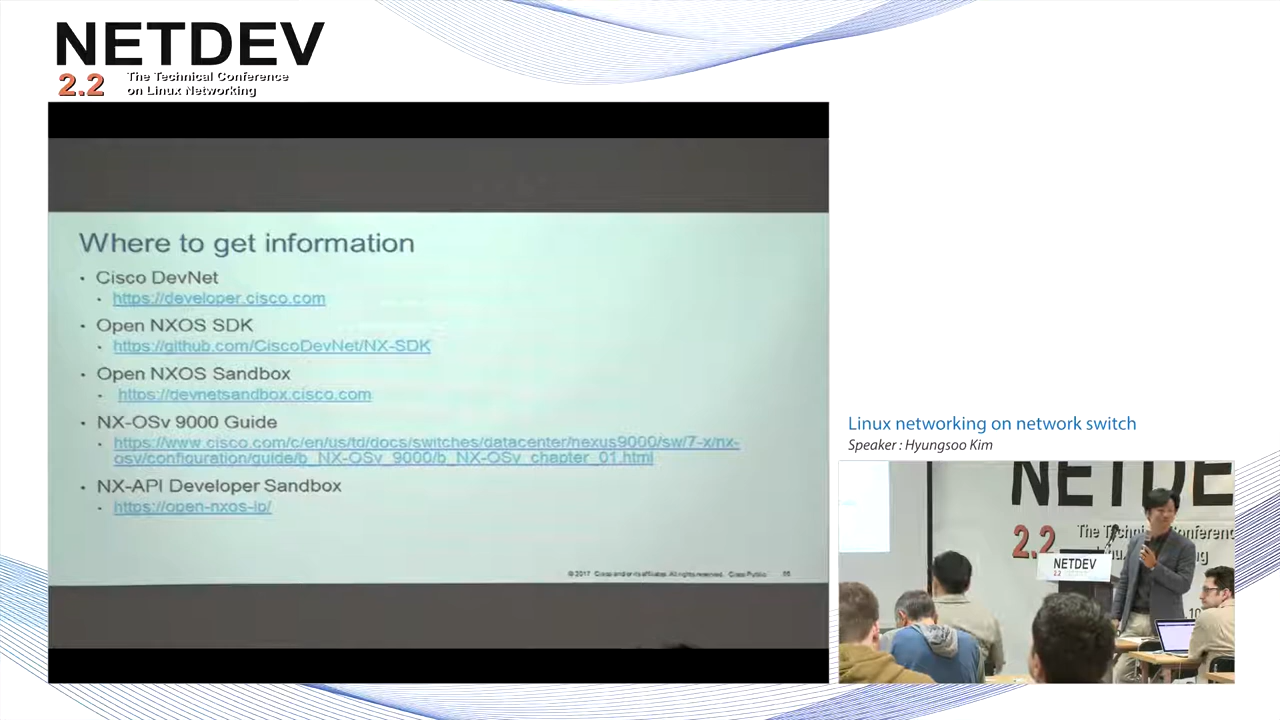 NETDEV
2.2 The Technical Conference
on Linux Networking
Where to get information
• Cisco DevNet
• https://developer.cisco.com
• Open NXOS SDK
• https://github.com/CiscoDevNet/NX-SDK
• Open NXOS Sandbox
• https://devnetsandbox.cisco.com
• NX-OSv 9000 Guide
• https://www.cisco.com/c/en/us/td/docs/switches/datacenter/nexus9000/sw/7-x/nx-
osv/configuration/guide/b_NX-OSv_9000/b_NX-OSv_chapter_01.html
• NX-API Developer Sandbox
• https://open-nxos-ip/
© 2017 Cisco and/or its affiliates. All rights reserved. Cisco Public
Linux networking on network switch
Speaker : Hyungsoo Kim
NETDE
2.2 The Technical Conferenc
NETDEV
2.2